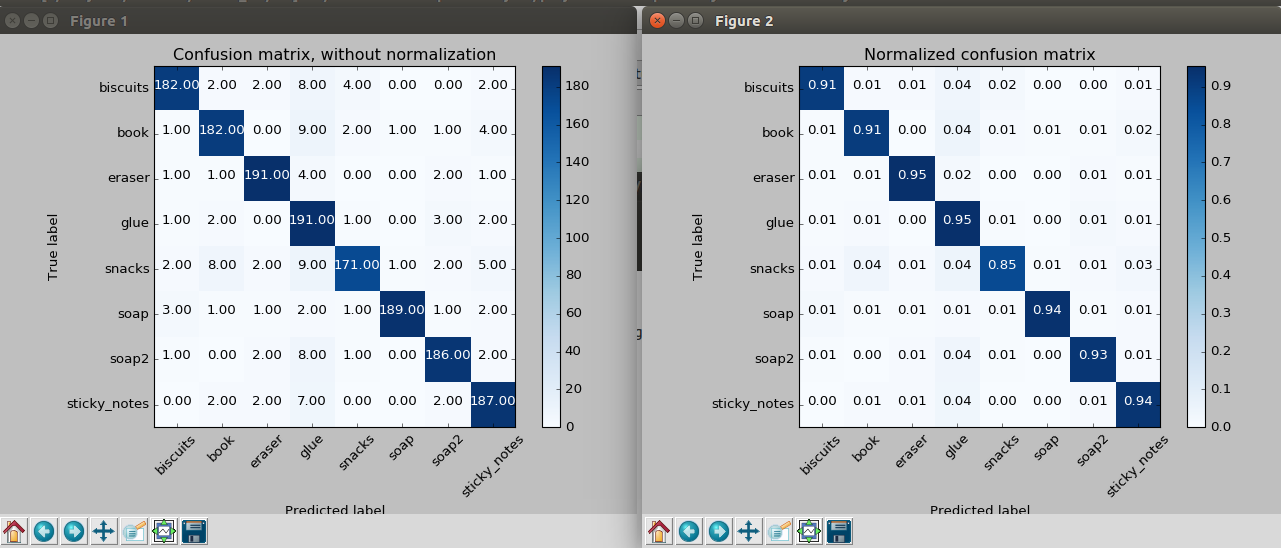 Figure 1
Confusion matrix, without normalization
biscuits 182.00 2.00 2.00 8.00 4.00 0.00 0.00 2.00
book 1.00 182.00 0.00 9.00 2.00 1.00 1.00 4.00
eraser 1.00 1.00 191.00 4.00 0.00 0.00 2.00 1.00
glue 1.00 2.00 0.00 191.00 1.00 0.00 3.00 2.00
snacks 2.00 8.00 2.00 9.00 171.00 1.00 2.00 5.00
soap 3.00 1.00 1.00 2.00 1.00 189.00 1.00 2.00
soap2 1.00 0.00 2.00 8.00 1.00 0.00 186.00 2.00
sticky_notes 0.00 2.00 2.00 7.00 0.00 0.00 2.00 187.00
True label
biscuits book eraser glue snacks soap soap2 sticky_notes
Predicted label
180
160
140
120
100
80
60
40
20
0
Figure 2
Normalized confusion matrix
biscuits 0.91 0.01 0.01 0.04 0.02 0.00 0.00 0.01
book 0.01 0.91 0.00 0.04 0.01 0.01 0.01 0.02
eraser 0.01 0.01 0.95 0.02 0.00 0.00 0.01 0.01
glue 0.01 0.01 0.00 0.95 0.01 0.00 0.01 0.01
snacks 0.01 0.04 0.01 0.04 0.85 0.01 0.01 0.03
soap 0.01 0.01 0.01 0.01 0.01 0.94 0.01 0.01
soap2 0.01 0.00 0.01 0.04 0.01 0.00 0.93 0.01
sticky_notes 0.00 0.01 0.01 0.04 0.00 0.00 0.01 0.94
True label
biscuits book eraser glue snacks soap soap2 sticky_notes
Predicted label
0.9
0.8
0.7
0.6
0.5
0.4
0.3
0.2
0.1
0.0